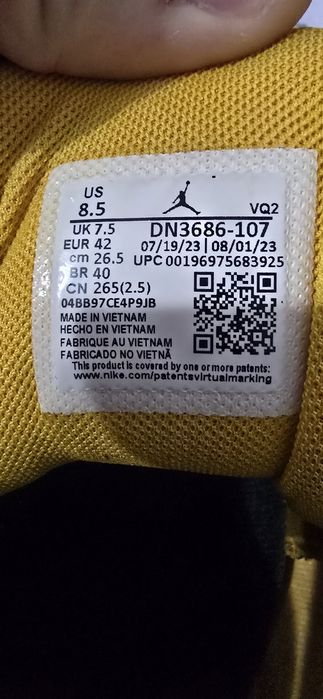 US
8.5 VQ2
UK 7.5 DN3686-107
EUR 42 07/19/23 | 08/01/23
cm 26.5 UPC 00196975683925
BR 40
CN 265(2.5)
04BB97CE4P9JB
MADE IN VIETNAM
HECHO EN VIETNAM
FABRIQUE AU VIETNAM
FABRICADO NO VIETNÃ
This product is covered by one or more patents:
www.nike.com/patentsvirtualmarking